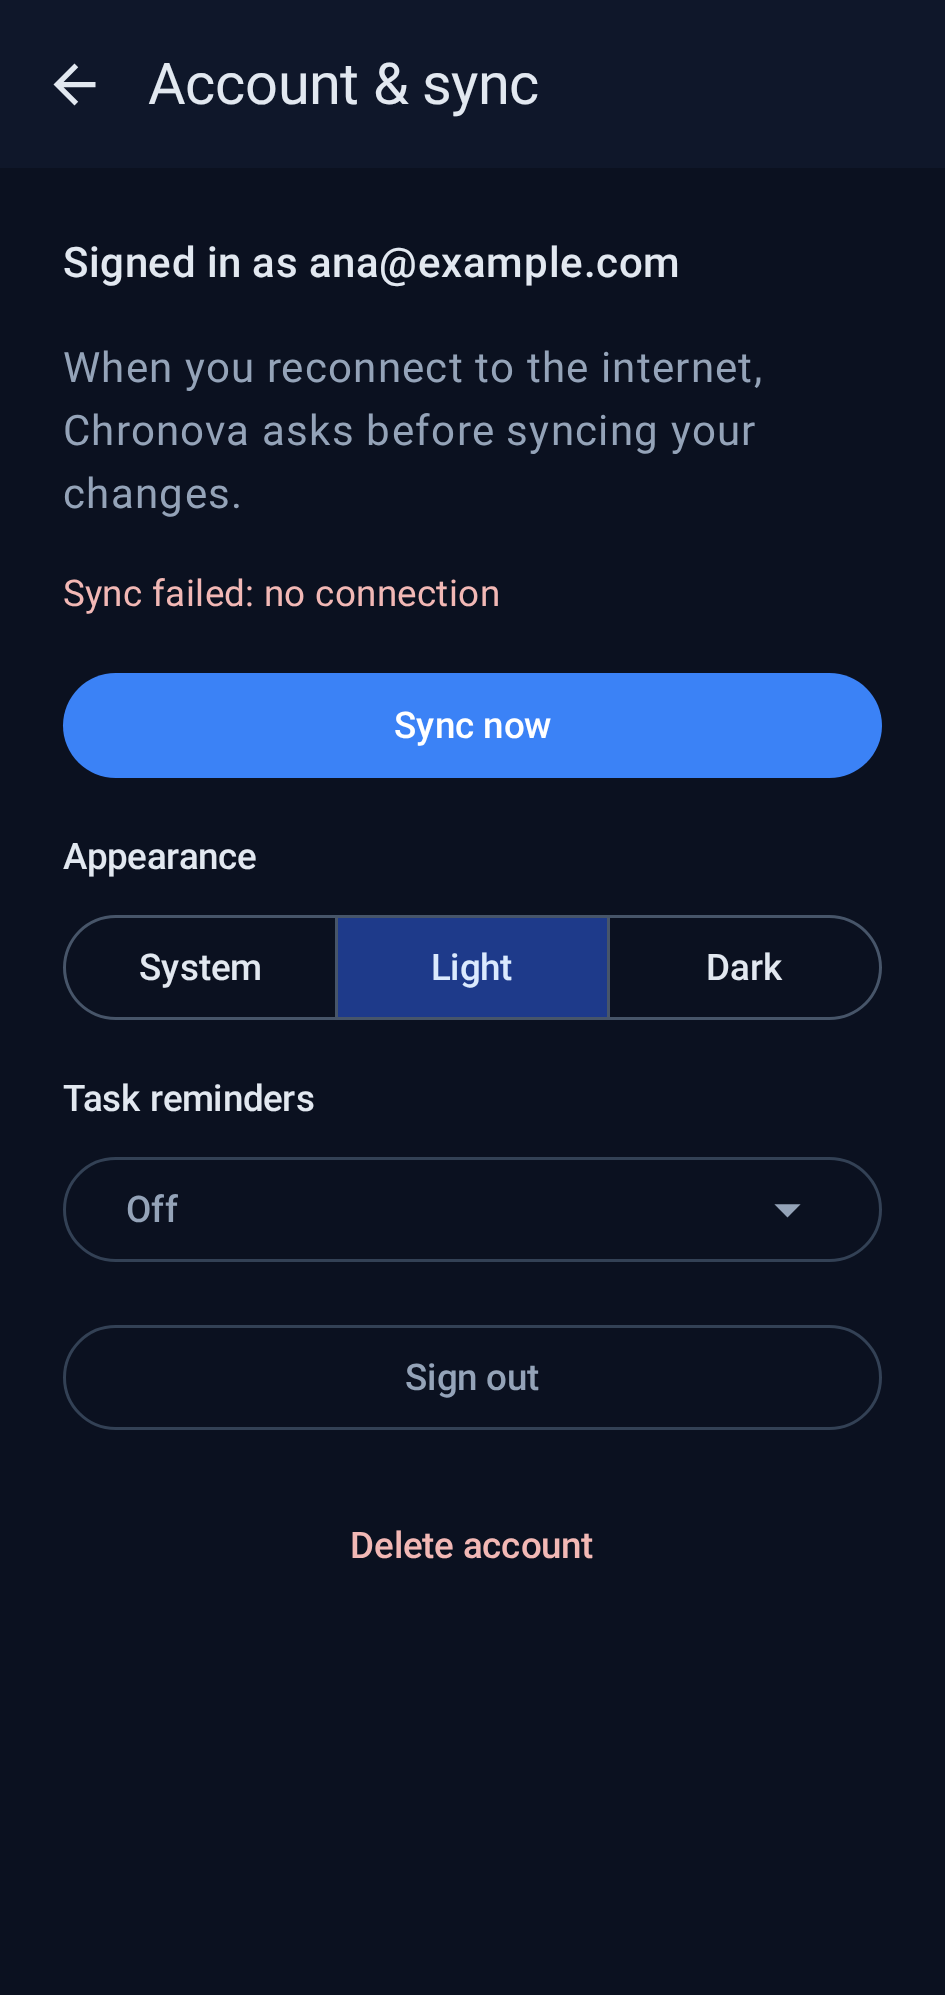 Account & sync
Signed in as ana@example.com
When you reconnect to the internet,
Chronova asks before syncing your
changes.
Sync failed: no connection
Sync now
Appearance
System Light Dark
Task reminders
Off
Sign out
Delete account